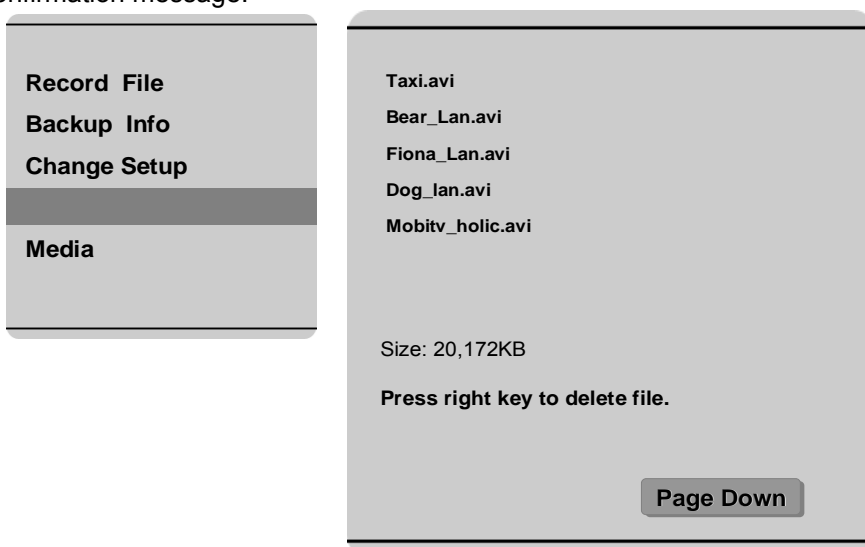 Record File
Backup Info
Change Setup
Media
Taxi.avi
Bear_Lan.avi
Fiona_Lan.avi
Dog_lan.avi
Mobitv_holic.avi
Size: 20,172KB
Press right key to delete file.
Page Down